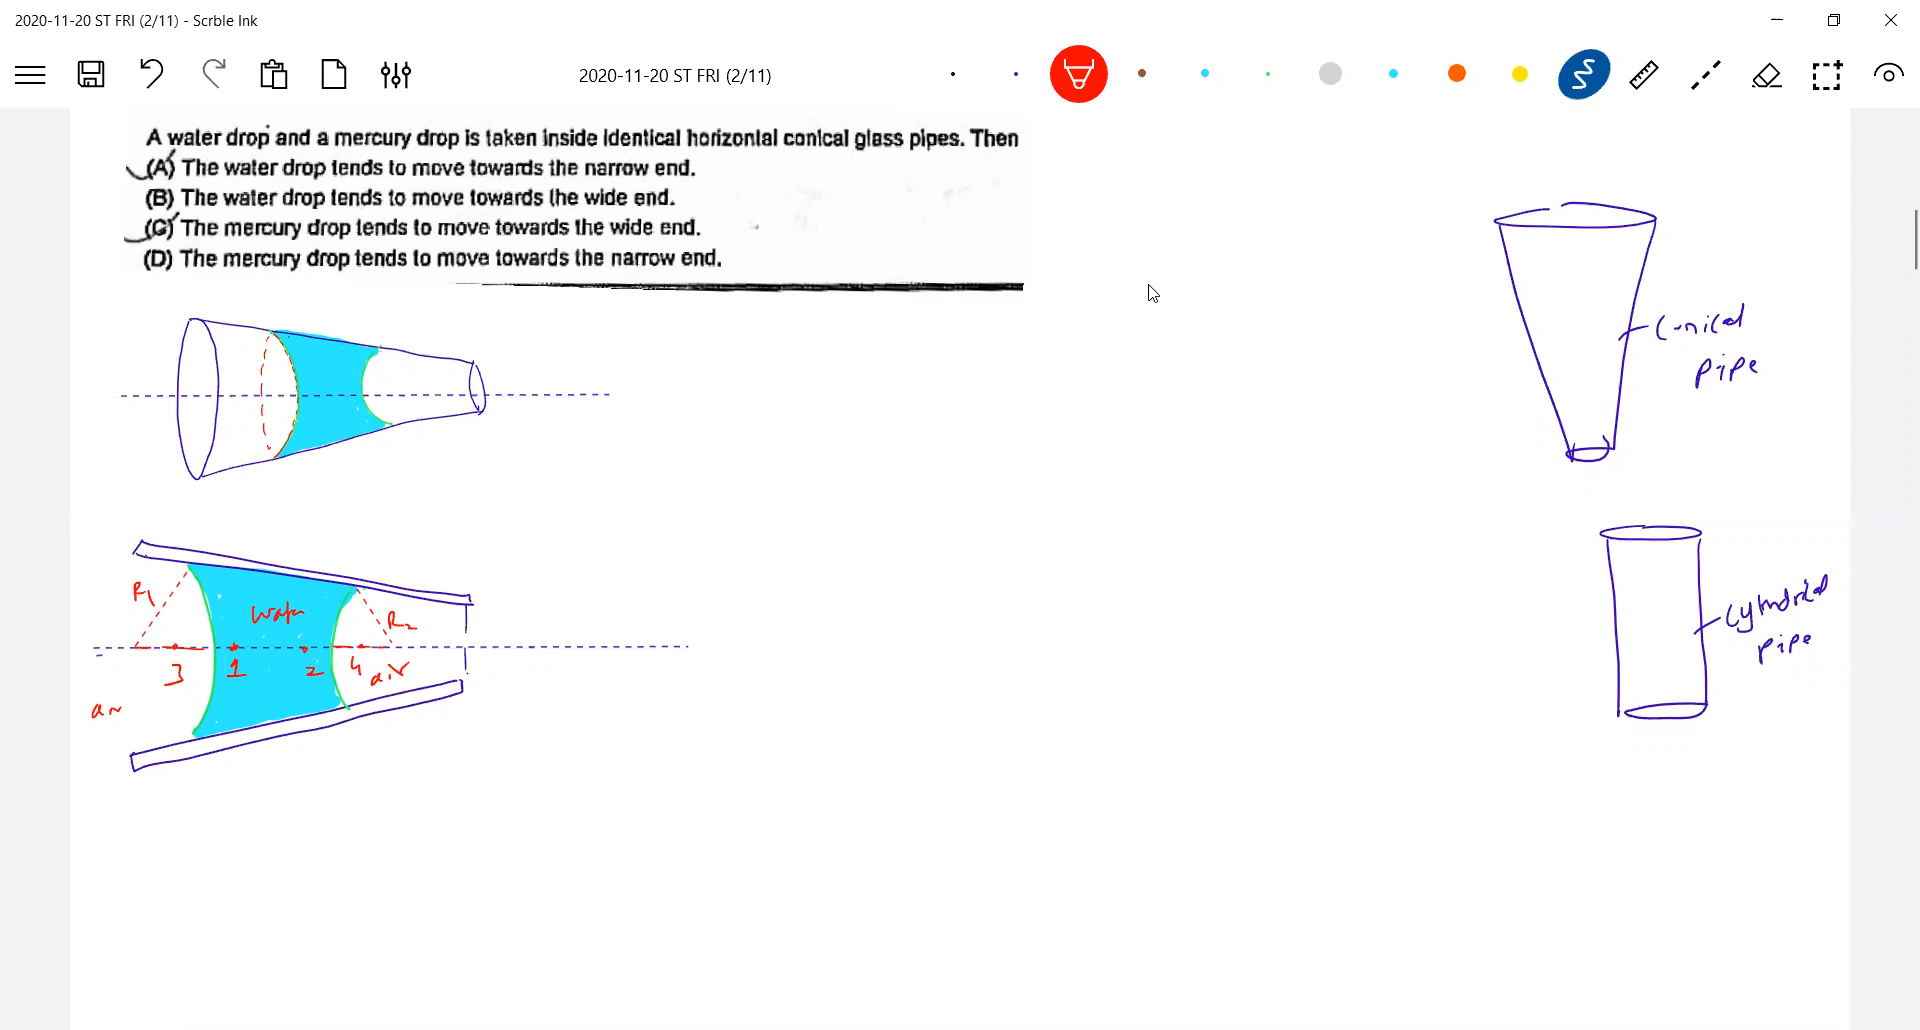 2020-11-20 ST FRI (2/11) - Scrble Ink
2020-11-20 ST FRI (2/11)
A water drop and a mercury drop is taken inside identical horizontal conical glass pipes. Then
(A) The water drop tends to move towards the narrow end.
(B) The water drop tends to move towards the wide end.
(C) The mercury drop tends to move towards the wide end.
(D) The mercury drop tends to move towards the narrow end.
Conical
pipe
R1
Water
R2
3 1 2 4
air
air
Cylindrical
pipe